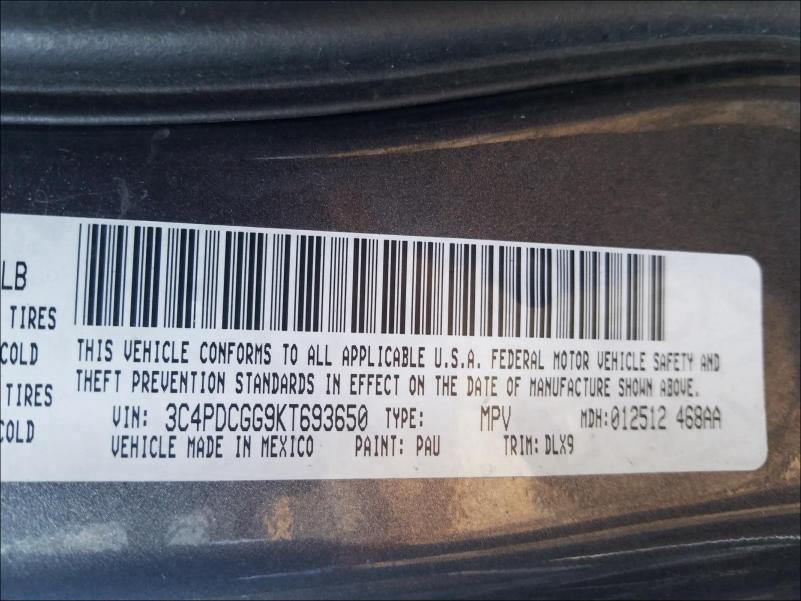 LB
TIRES
COLD
TIRES
COLD
THIS VEHICLE CONFORMS TO ALL APPLICABLE U.S.A. FEDERAL MOTOR VEHICLE SAFETY AND
THEFT PREVENTION STANDARDS IN EFFECT ON THE DATE OF MANUFACTURE SHOWN ABOVE.
VIN: 3C4PDCGG9KT693650 TYPE: MPV MDH:012512 468AA
VEHICLE MADE IN MEXICO PAINT: PAU TRIM: DLX9